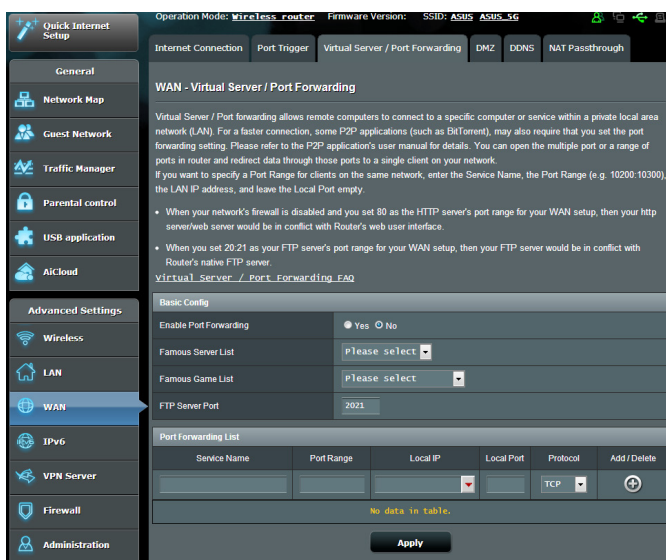 Quick Internet
Setup
General
Network Map
Guest Network
Traffic Manager
Parental control
USB application
AiCloud
Advanced Settings
Wireless
LAN
WAN
IPv6
VPN Server
Firewall
Administration
Operation Mode: Wireless router Firmware Version: SSID: ASUS ASUS_5G
Internet Connection Port Trigger Virtual Server / Port Forwarding DMZ DDNS NAT Passthrough
WAN - Virtual Server / Port Forwarding
Virtual Server / Port forwarding allows remote computers to connect to a specific computer or service within a private local area
network (LAN). For a faster connection, some P2P applications (such as BitTorrent), may also require that you set the port
forwarding setting. Please refer to the P2P application's user manual for details. You can open the multiple port or a range of
ports in router and redirect data through those ports to a single client on your network.
If you want to specify a Port Range for clients on the same network, enter the Service Name, the Port Range (e.g. 10200:10300),
the LAN IP address, and leave the Local Port empty.
• When your network's firewall is disabled and you set 80 as the HTTP server's port range for your WAN setup, then your http
server/web server would be in conflict with Router's web user interface.
• When you set 20:21 as your FTP server's port range for your WAN setup, then your FTP server would be in conflict with
Router's native FTP server.
Virtual Server / Port Forwarding FAQ
Basic Config
Enable Port Forwarding Yes No
Famous Server List Please select
Famous Game List Please select
FTP Server Port 2021
Port Forwarding List
Service Name Port Range Local IP Local Port Protocol Add / Delete
TCP
No data in table.
Apply